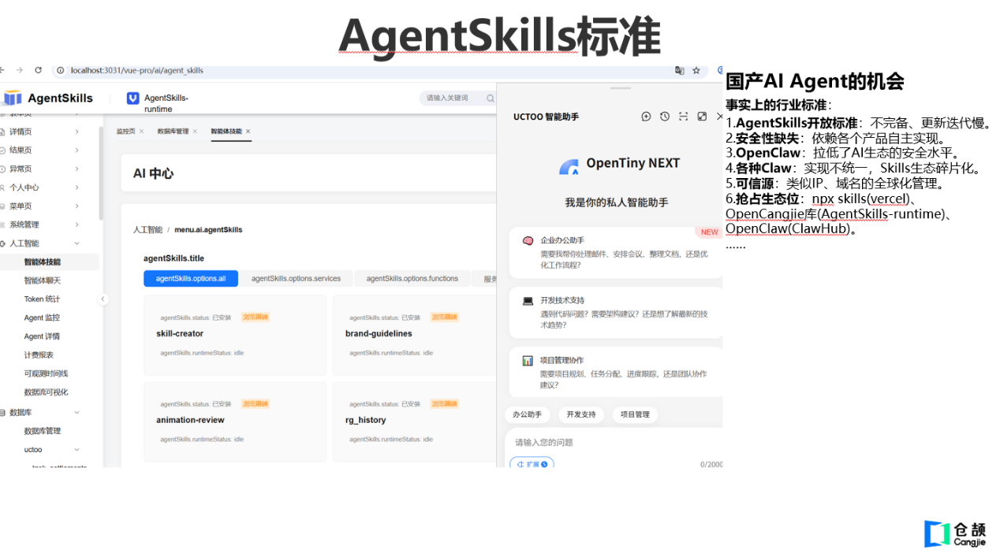 AgentSkills标准
localhost:3031/vue-pro/ai/agent_skills
AgentSkills
AgentSkills-
runtime
请输入关键词
详情页
结果页
异常页
个人中心
菜单页
系统管理
人工智能
智能体技能
智能体聊天
Token 统计
Agent 监控
Agent 详情
计费报表
可观测时间线
数据流可视化
数据库
数据库管理
uctoo
监控页 × 数据库管理 × 智能体技能 ×
AI 中心
人工智能 / menu.ai.agentSkills
agentSkills.title
agentSkills.options.all agentSkills.options.services agentSkills.options.functions 服务
agentSkills.status: 已安装 浏览器端
skill-creator
agentSkills.runtimeStatus: idle
agentSkills.status: 已安装 浏览器端
brand-guidelines
agentSkills.runtimeStatus: idle
agentSkills.status: 已安装 浏览器端
animation-review
agentSkills.runtimeStatus: idle
agentSkills.status: 已安装 浏览器端
rg_history
agentSkills.runtimeStatus: idle
UCTOO 智能助手
OpenTiny NEXT
我是你的私人智能助手
NEW
企业办公助手
需要我帮你处理邮件、安排会议、整理文档，还是优
化工作流程?
开发技术支持
遇到代码问题? 需要架构建议? 还是想了解最新的技
术趋势?
项目管理协作
需要项目规划、任务分配、进度跟踪，还是团队协作
建议?
办公助手 开发支持 项目管理
请输入您的问题
扩展 5
0/2000
国产AI Agent的机会
事实上的行业标准：
1.AgentSkills开放标准：不完备、更新迭代慢。
2.安全性缺失：依赖各个产品自主实现。
3.OpenClaw：拉低了AI生态的安全水平。
4.各种Claw：实现不统一，Skills生态碎片化。
5.可信源：类似IP、域名的全球化管理。
6.抢占生态位：npx skills(vercel)、
OpenCangjie库(AgentSkills-runtime)、
OpenClaw(ClawHub)。
......
仓颉
Cangjie